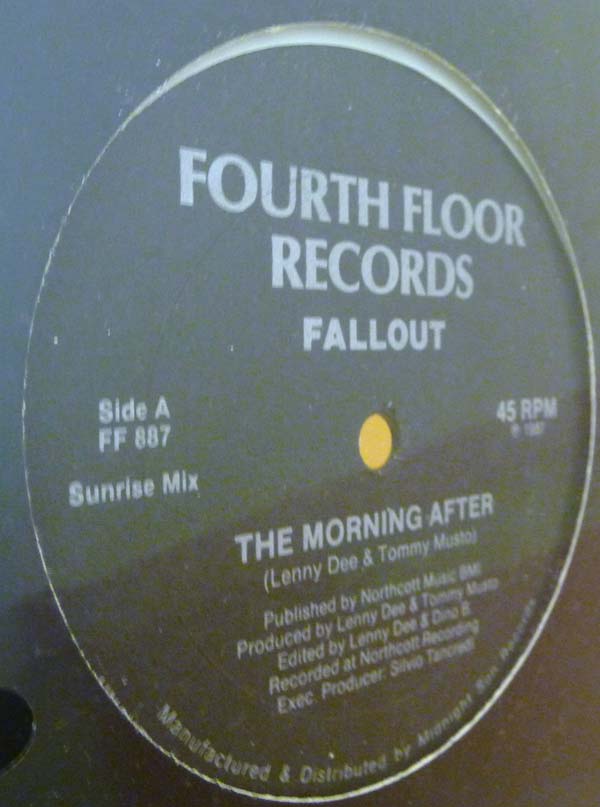 FOURTH FLOOR
RECORDS
FALLOUT
Side A
FF 887
Sunrise Mix
45 RPM
℗ 1987
THE MORNING AFTER
(Lenny Dee & Tommy Musto)
Published by Northcott Music BMI
Produced by Lenny Dee & Tommy Musto
Edited by Lenny Dee & Dino B.
Recorded at Northcott Recording
Exec. Producer: Silvio Tancredi
Manufactured & Distributed by Midnight Sun Records